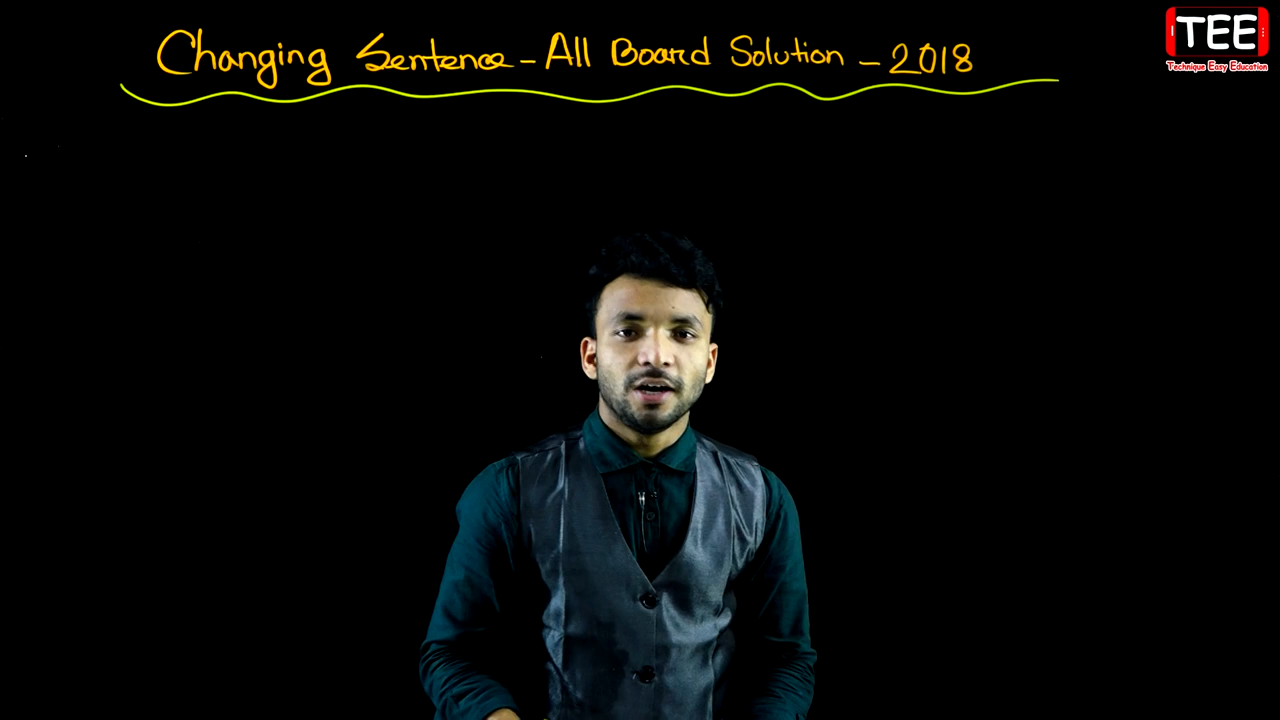 Changing Sentence - All Board Solution - 2018
TEE
Technique Easy Education